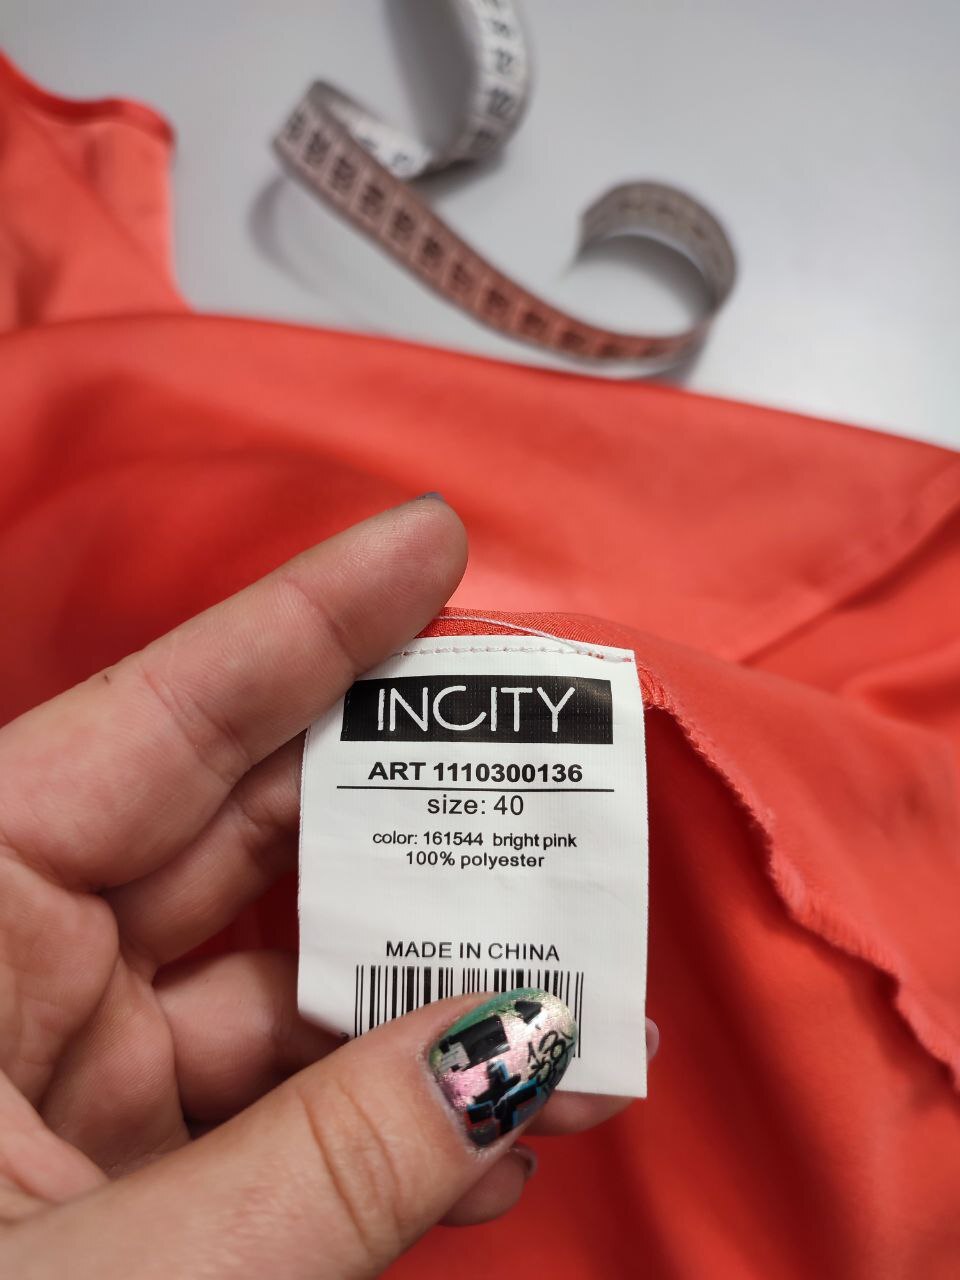 INCITY
ART 1110300136
size: 40
color: 161544 bright pink
100% polyester
MADE IN CHINA